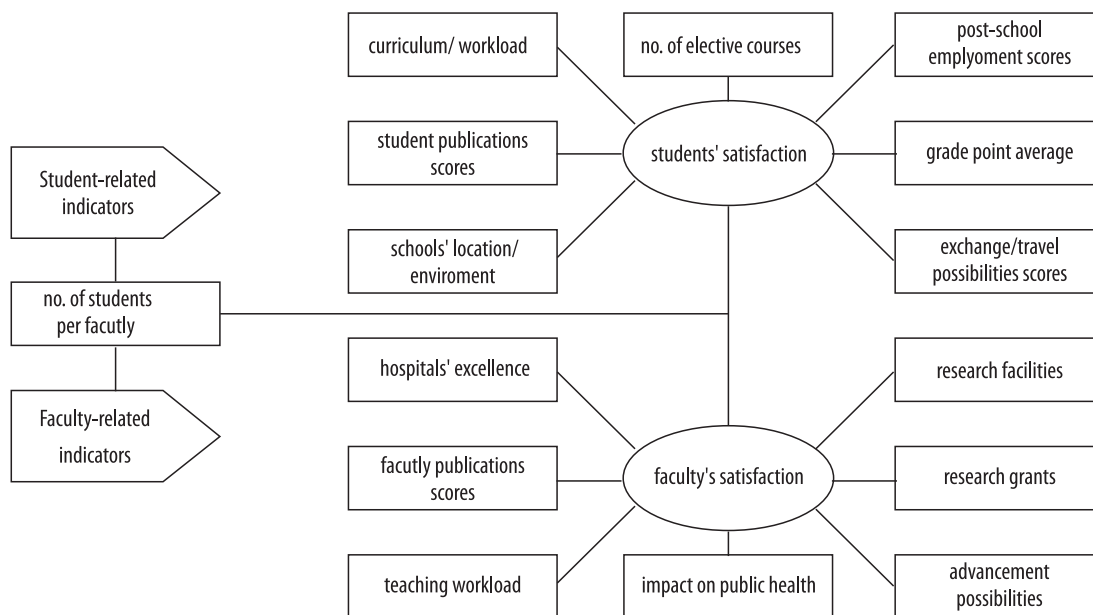 curriculum/ workload
no. of elective courses
post-school
emplyoment scores
student publications
scores
students' satisfaction
grade point average
Student-related
indicators
schools' location/
enviroment
exchange/travel
possibilities scores
no. of students
per facutly
hospitals' excellence
research facilities
Faculty-related
indicators
facutly publications
scores
faculty's satisfaction
research grants
teaching workload
impact on public health
advancement
possibilities